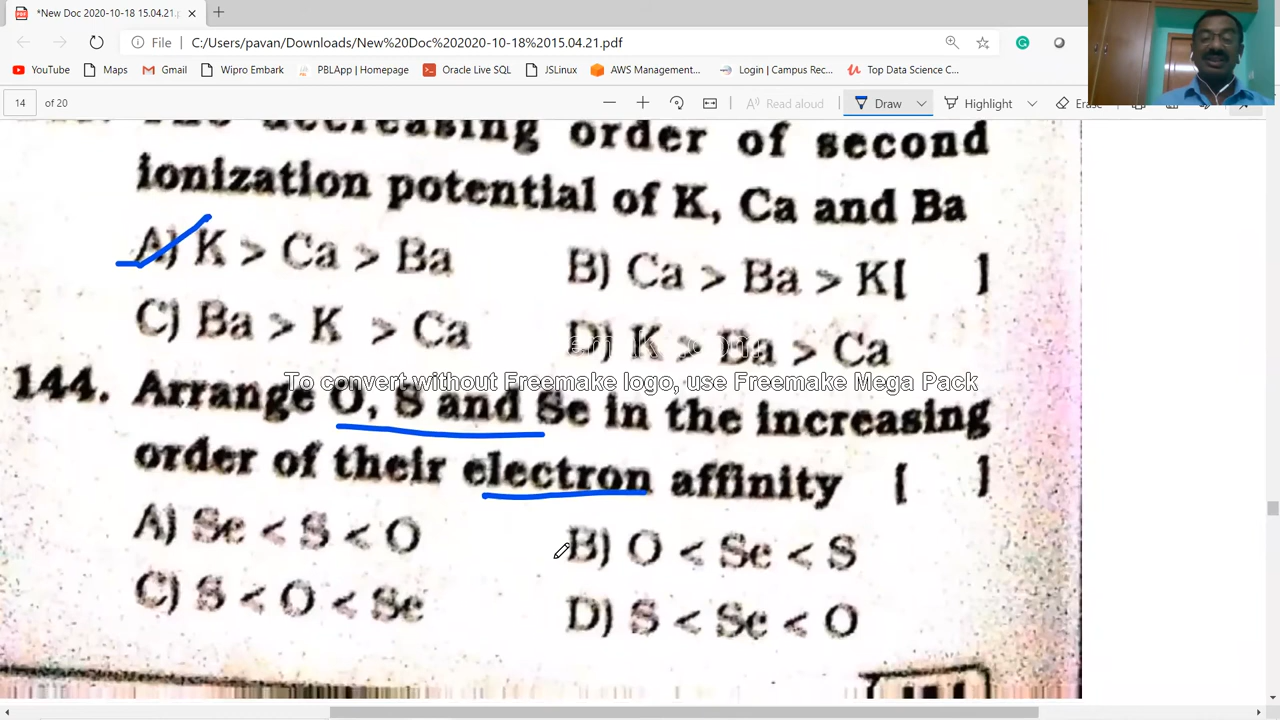 *New Doc 2020-10-18 15.04.21.p
File C:/Users/pavan/Downloads/New%20Doc%202020-10-18%2015.04.21.pdf
YouTube Maps Gmail Wipro Embark PBLApp | Homepage Oracle Live SQL JSLinux AWS Management... Login | Campus Rec... Top Data Science C...
14 of 20 Read aloud Draw Highlight Erase
The decreasing order of second
ionization potential of K, Ca and Ba
A) K > Ca > Ba B) Ca > Ba > K[ ]
C) Ba > K > Ca D) K > Ba > Ca
To convert without Freemake logo, use Freemake Mega Pack
144. Arrange O, S and Se in the increasing
order of their electron affinity [ ]
A) Se < S < O B) O < Se < S
C) S < O < Se D) S < Se < O